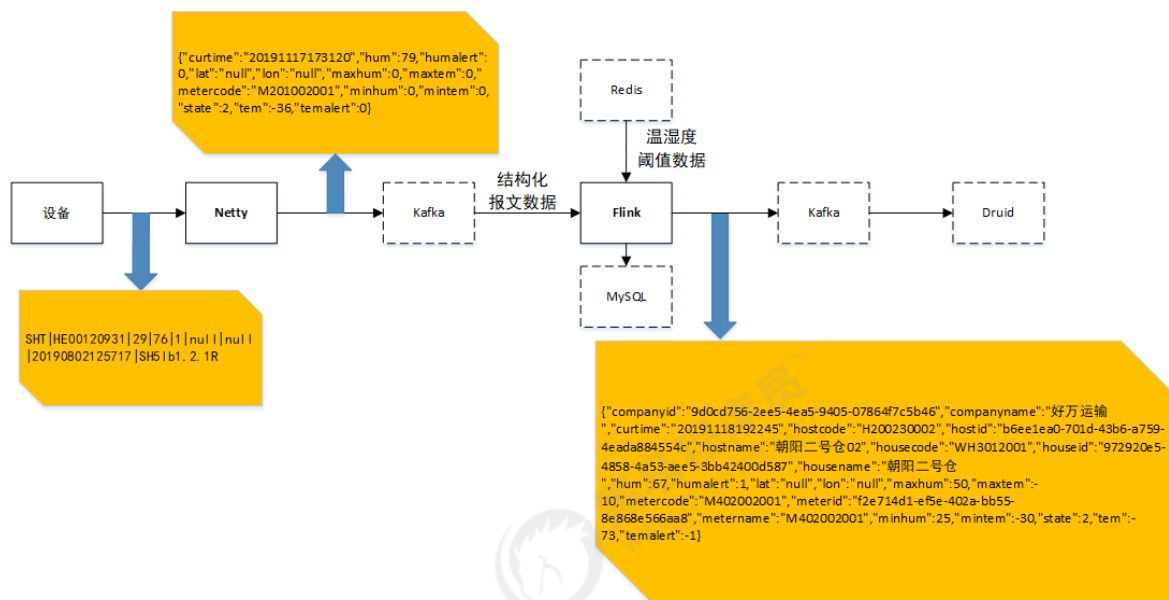 {"curtime":"20191117173120","hum":79,"humalert":
0,"lat":"null","lon":"null","maxhum":0,"maxtem":0,"
metercode":"M201002001","minhum":0,"mintem":0,
"state":2,"tem":-36,"temalert":0}
Redis
温湿度
阈值数据
设备
Netty
Kafka
结构化
报文数据
Flink
Kafka
Druid
MySQL
SHT|HE00120931|29|76|1|null|null
|20190802125717|SH5lb1.2.1R
{"companyid":"9d0cd756-2ee5-4ea5-9405-07864f7c5b46","companyname":"好万运输
","curtime":"20191118192245","hostcode":"H200230002","hostid":"b6ee1ea0-701d-43b6-a759-
4eada884554c","hostname":"朝阳二号仓02","housecode":"WH3012001","houseid":"972920e5-
4858-4a53-aee5-3bb42400d587","housename":"朝阳二号仓
","hum":67,"humalert":1,"lat":"null","lon":"null","maxhum":50,"maxtem":-
10,"metercode":"M402002001","meterid":"f2e714d1-ef5e-402a-bb55-
8e868e566aa8","metername":"M402002001","minhum":25,"mintem":-30,"state":2,"tem":-
73,"temalert":-1}